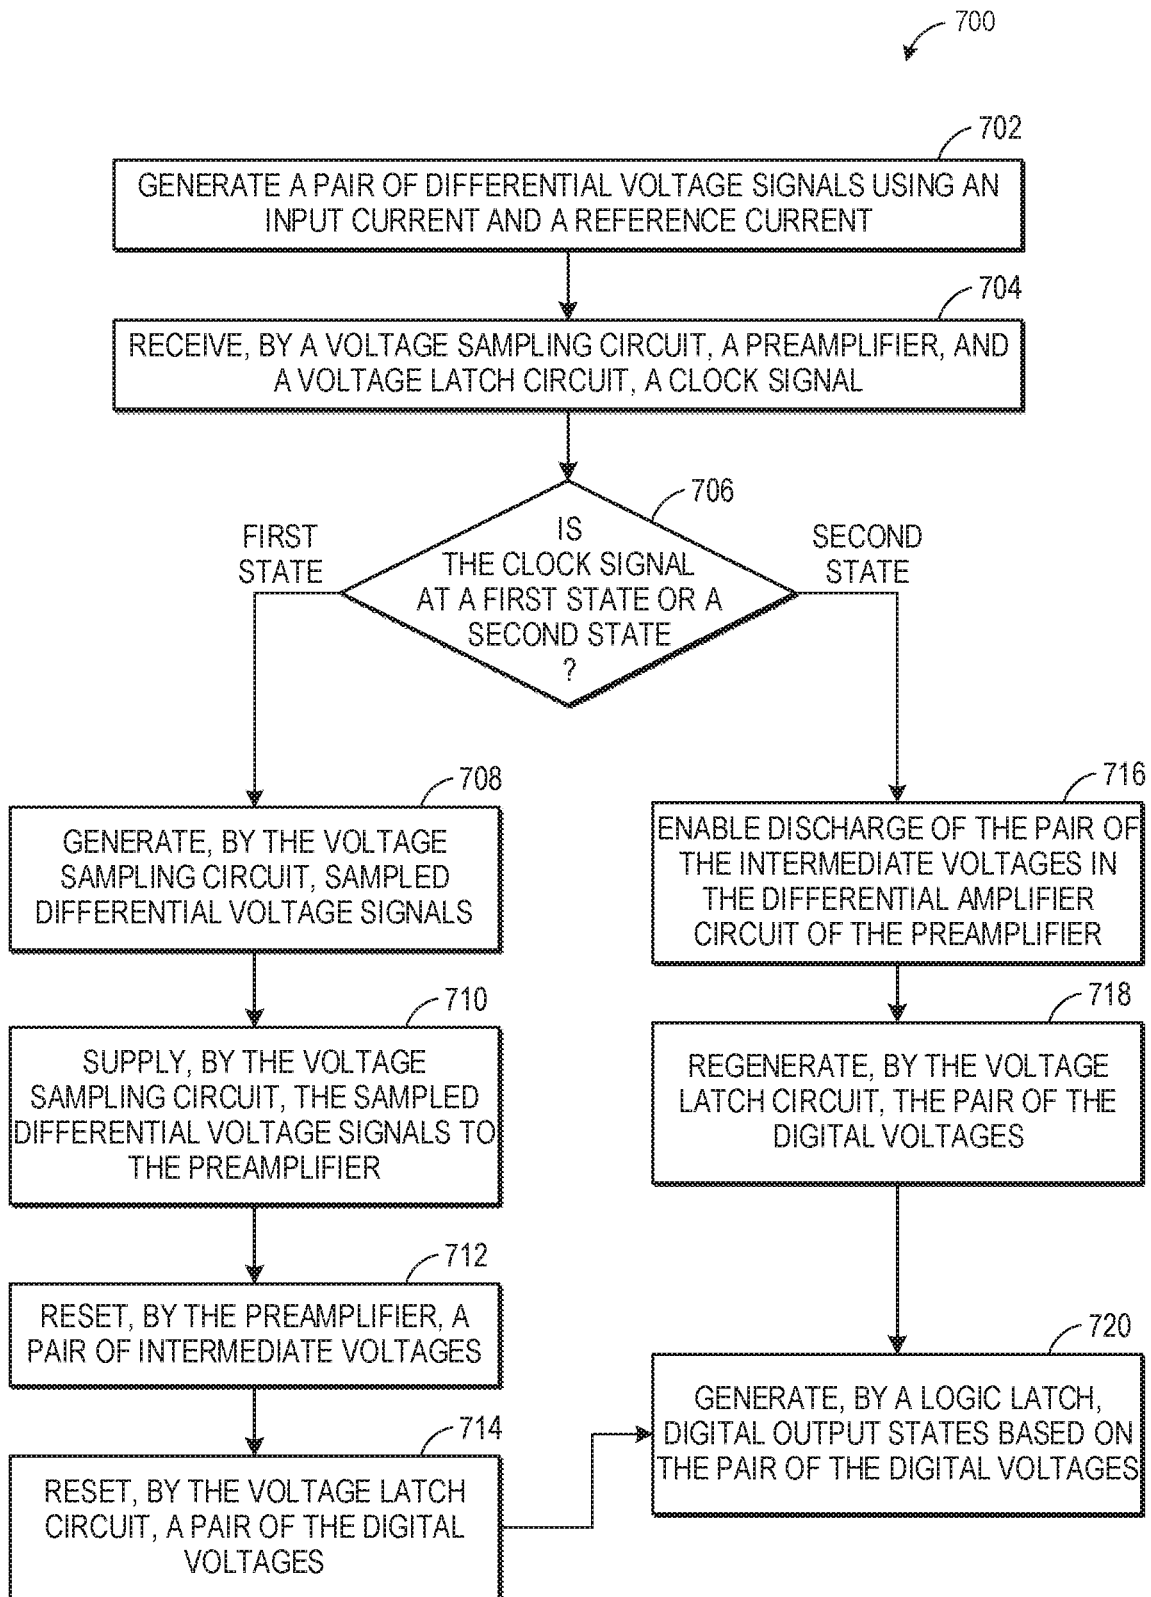 700
702
GENERATE A PAIR OF DIFFERENTIAL VOLTAGE SIGNALS USING AN
INPUT CURRENT AND A REFERENCE CURRENT
704
RECEIVE, BY A VOLTAGE SAMPLING CIRCUIT, A PREAMPLIFIER, AND
A VOLTAGE LATCH CIRCUIT, A CLOCK SIGNAL
706
IS
THE CLOCK SIGNAL
AT A FIRST STATE OR A
SECOND STATE
?
FIRST
STATE
SECOND
STATE
708
GENERATE, BY THE VOLTAGE
SAMPLING CIRCUIT, SAMPLED
DIFFERENTIAL VOLTAGE SIGNALS
710
SUPPLY, BY THE VOLTAGE
SAMPLING CIRCUIT, THE SAMPLED
DIFFERENTIAL VOLTAGE SIGNALS TO
THE PREAMPLIFIER
712
RESET, BY THE PREAMPLIFIER, A
PAIR OF INTERMEDIATE VOLTAGES
714
RESET, BY THE VOLTAGE LATCH
CIRCUIT, A PAIR OF THE DIGITAL
VOLTAGES
716
ENABLE DISCHARGE OF THE PAIR OF
THE INTERMEDIATE VOLTAGES IN
THE DIFFERENTIAL AMPLIFIER
CIRCUIT OF THE PREAMPLIFIER
718
REGENERATE, BY THE VOLTAGE
LATCH CIRCUIT, THE PAIR OF THE
DIGITAL VOLTAGES
720
GENERATE, BY A LOGIC LATCH,
DIGITAL OUTPUT STATES BASED ON
THE PAIR OF THE DIGITAL VOLTAGES